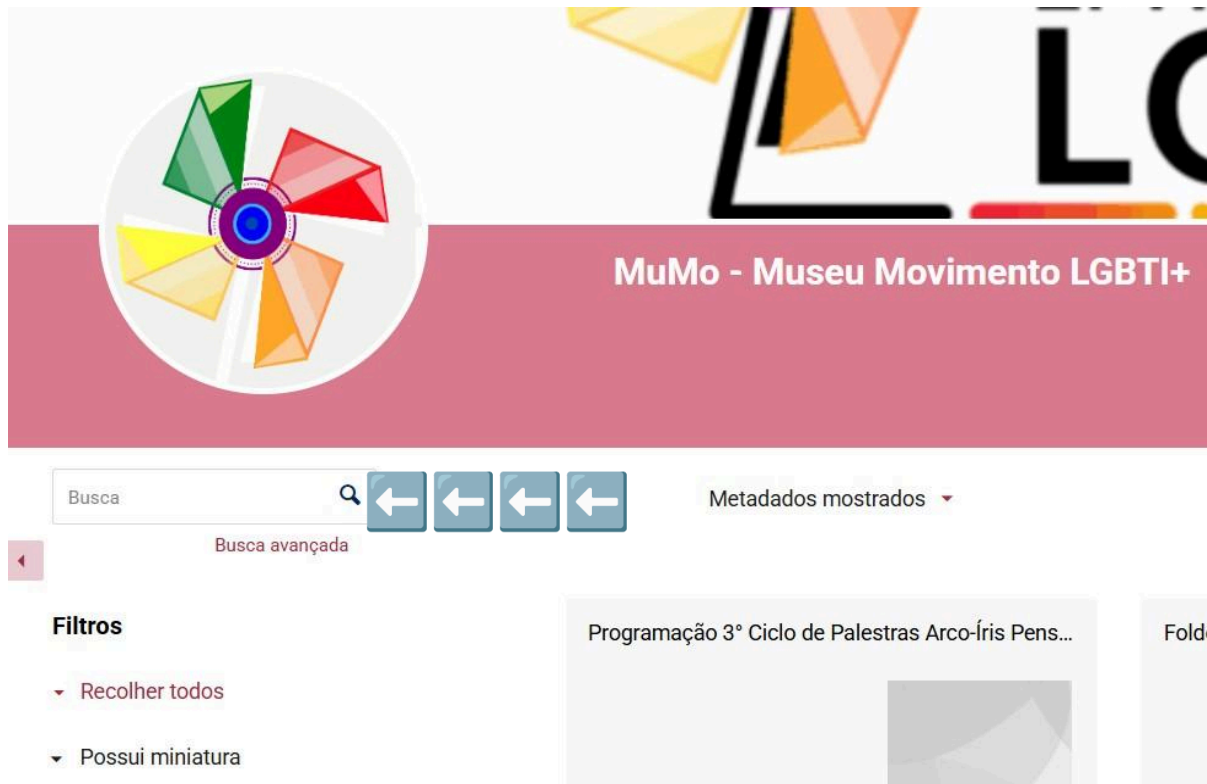 LG
MuMo - Museu Movimento LGBTI+
Busca
Metadados mostrados
Busca avançada
Filtros
Programação 3° Ciclo de Palestras Arco-Íris Pens...
Recolher todos
Possui miniatura